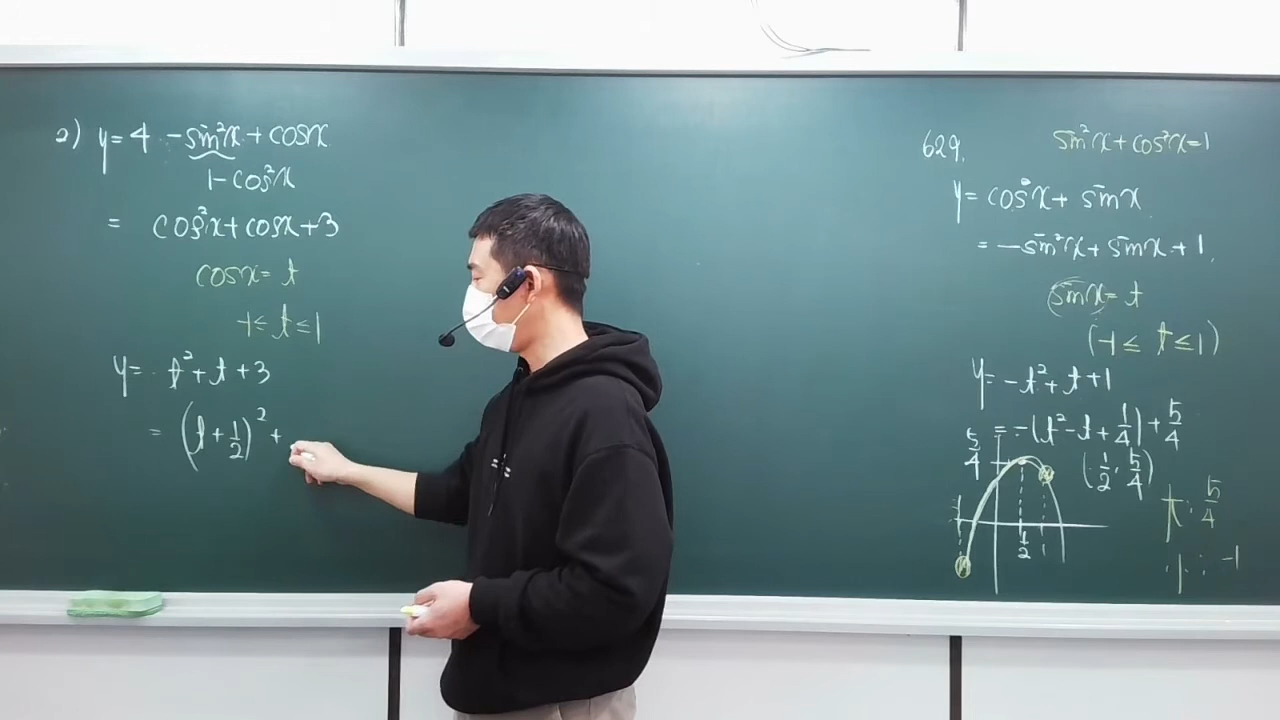 2) y = 4 - sin²x + cosx
1 - cos²x
= cos²x + cosx + 3
cosx = t
-1 ≤ t ≤ 1
y = t² + t + 3
= (t + 1/2)² +
629.
sin²x + cos²x = 1
y = cos²x + sinx
= -sin²x + sinx + 1
sinx = t
(-1 ≤ t ≤ 1)
y = -t² + t + 1
= -(t² - t + 1/4) + 5/4
(1/2, 5/4)
5/4
-1
1/2
1
5/4
-1